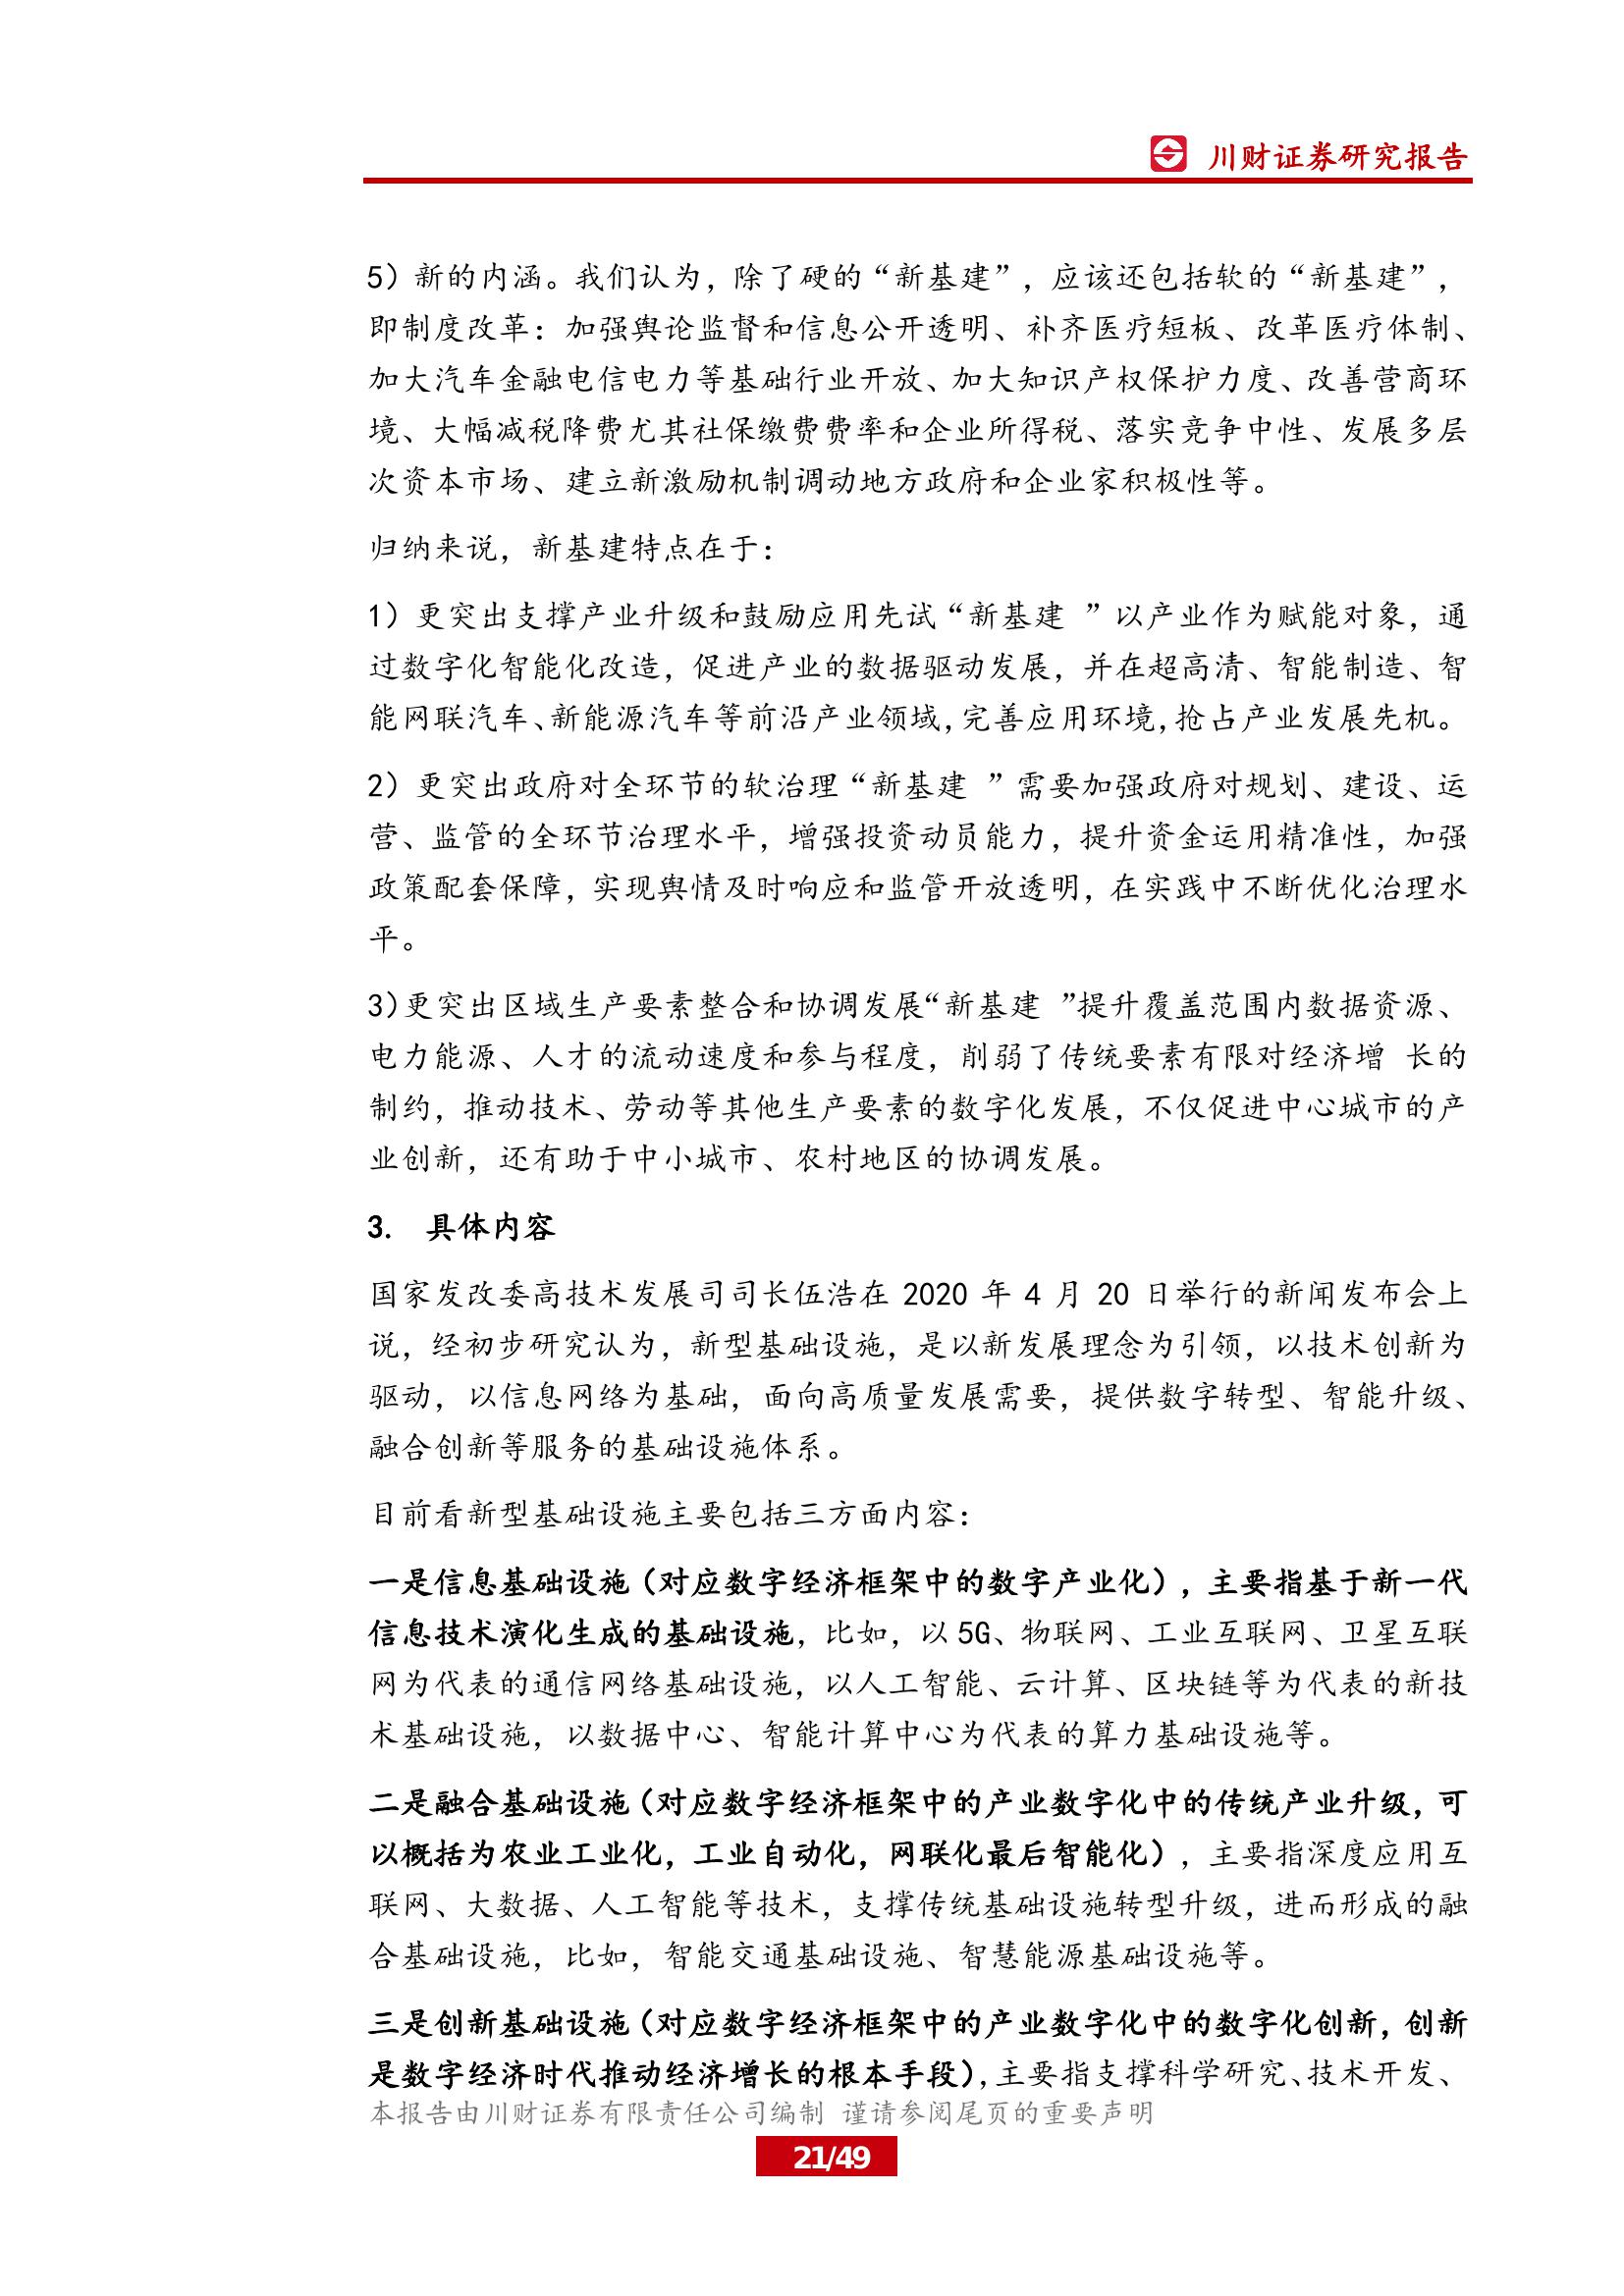 川财证券研究报告
5）新的内涵。我们认为，除了硬的“新基建”，应该还包括软的“新基建”，
即制度改革：加强舆论监督和信息公开透明、补齐医疗短板、改革医疗体制、
加大汽车金融电信电力等基础行业开放、加大知识产权保护力度、改善营商环
境、大幅减税降费尤其社保缴费费率和企业所得税、落实竞争中性、发展多层
次资本市场、建立新激励机制调动地方政府和企业家积极性等。
归纳来说，新基建特点在于：
1）更突出支撑产业升级和鼓励应用先试“新基建 ”以产业作为赋能对象，通
过数字化智能化改造，促进产业的数据驱动发展，并在超高清、智能制造、智
能网联汽车、新能源汽车等前沿产业领域，完善应用环境，抢占产业发展先机。
2）更突出政府对全环节的软治理“新基建 ”需要加强政府对规划、建设、运
营、监管的全环节治理水平，增强投资动员能力，提升资金运用精准性，加强
政策配套保障，实现舆情及时响应和监管开放透明，在实践中不断优化治理水
平。
3）更突出区域生产要素整合和协调发展“新基建 ”提升覆盖范围内数据资源、
电力能源、人才的流动速度和参与程度，削弱了传统要素有限对经济增 长的
制约，推动技术、劳动等其他生产要素的数字化发展，不仅促进中心城市的产
业创新，还有助于中小城市、农村地区的协调发展。
3. 具体内容
国家发改委高技术发展司司长伍浩在 2020 年 4 月 20 日举行的新闻发布会上
说，经初步研究认为，新型基础设施，是以新发展理念为引领，以技术创新为
驱动，以信息网络为基础，面向高质量发展需要，提供数字转型、智能升级、
融合创新等服务的基础设施体系。
目前看新型基础设施主要包括三方面内容：
一是信息基础设施（对应数字经济框架中的数字产业化），主要指基于新一代
信息技术演化生成的基础设施，比如，以 5G、物联网、工业互联网、卫星互联
网为代表的通信网络基础设施，以人工智能、云计算、区块链等为代表的新技
术基础设施，以数据中心、智能计算中心为代表的算力基础设施等。
二是融合基础设施（对应数字经济框架中的产业数字化中的传统产业升级，可
以概括为农业工业化，工业自动化，网联化最后智能化），主要指深度应用互
联网、大数据、人工智能等技术，支撑传统基础设施转型升级，进而形成的融
合基础设施，比如，智能交通基础设施、智慧能源基础设施等。
三是创新基础设施（对应数字经济框架中的产业数字化中的数字化创新，创新
是数字经济时代推动经济增长的根本手段），主要指支撑科学研究、技术开发、
本报告由川财证券有限责任公司编制 谨请参阅尾页的重要声明
21/49